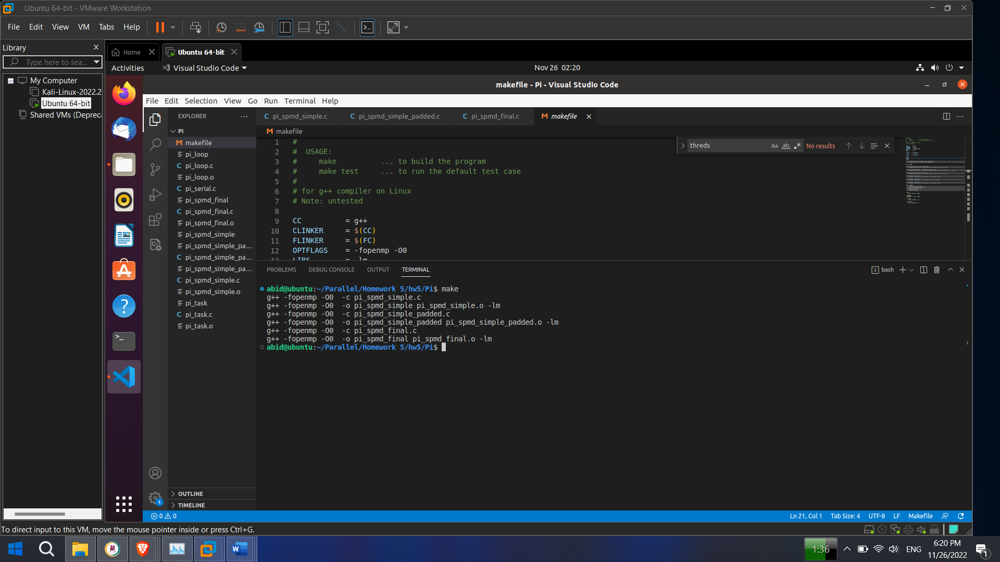 Ubuntu 64-bit - VMware Workstation
File Edit View VM Tabs Help
Library
Type here to sea...
My Computer
Kali-Linux-2022.2
Ubuntu 64-bit
Shared VMs (Depreca
Home
Ubuntu 64-bit
Activities
Visual Studio Code
Nov 26 02:20
makefile - Pi - Visual Studio Code
File Edit Selection View Go Run Terminal Help
EXPLORER
PI
makefile
pi_loop
pi_loop.c
pi_loop.o
pi_serial.c
pi_spmd_final
pi_spmd_final.c
pi_spmd_final.o
pi_spmd_simple
pi_spmd_simple_pa...
pi_spmd_simple_pa...
pi_spmd_simple_pa...
pi_spmd_simple.c
pi_spmd_simple.o
pi_task
pi_task.c
pi_task.o
OUTLINE
TIMELINE
C pi_spmd_simple.c
C pi_spmd_simple_padded.c
C pi_spmd_final.c
M makefile
M makefile
threds
Aa ab .*
No results
1 #
2 # USAGE:
3 # make ... to build the program
4 # make test ... to run the default test case
5 #
6 # for g++ compiler on Linux
7 # Note: untested
8
9 CC = g++
10 CLINKER = $(CC)
11 FLINKER = $(FC)
12 OPTFLAGS = -fopenmp -O0
13 LIBS = -lm
PROBLEMS DEBUG CONSOLE OUTPUT TERMINAL
bash
abid@ubuntu:~/Parallel/Homework 5/hw5/Pi$ make
g++ -fopenmp -O0 -c pi_spmd_simple.c
g++ -fopenmp -O0 -o pi_spmd_simple pi_spmd_simple.o -lm
g++ -fopenmp -O0 -c pi_spmd_simple_padded.c
g++ -fopenmp -O0 -o pi_spmd_simple_padded pi_spmd_simple_padded.o -lm
g++ -fopenmp -O0 -c pi_spmd_final.c
g++ -fopenmp -O0 -o pi_spmd_final pi_spmd_final.o -lm
abid@ubuntu:~/Parallel/Homework 5/hw5/Pi$
1
0 0
Ln 21, Col 1 Tab Size: 4 UTF-8 LF Makefile
To direct input to this VM, move the mouse pointer inside or press Ctrl+G.
1:36
ENG
6:20 PM
11/26/2022
1